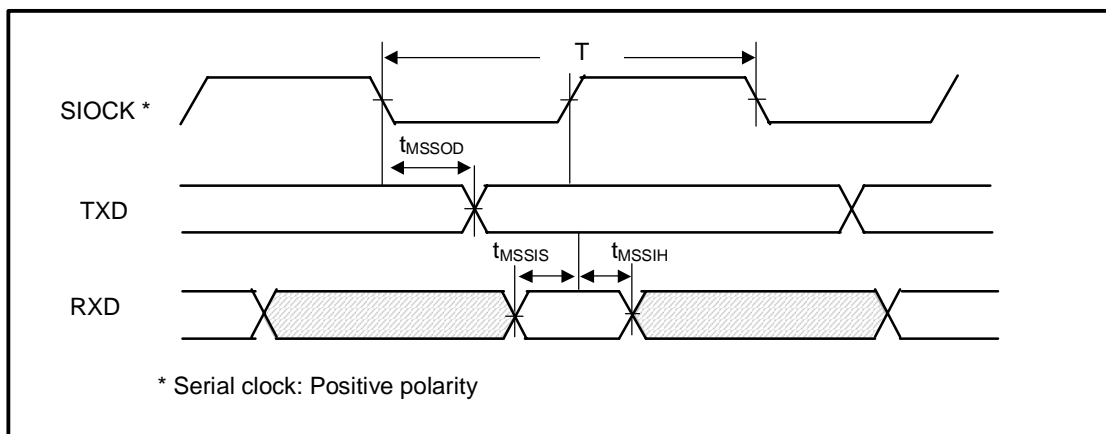 T
SIOCK *
tMSSOD
TXD
tMSSIS
tMSSIH
RXD
* Serial clock: Positive polarity